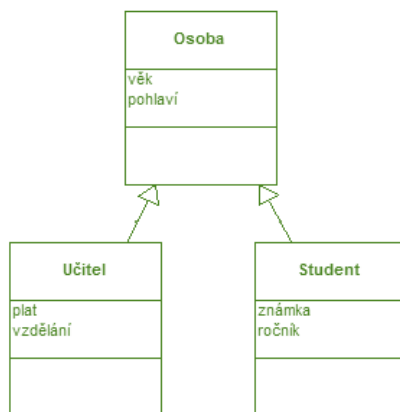 Osoba
věk
pohlaví
Učitel
plat
vzdělání
Student
známka
ročník